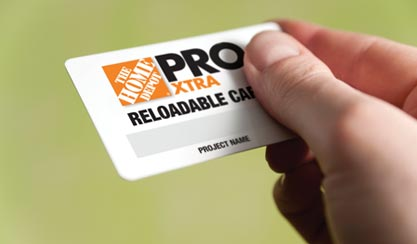 THE
HOME
DEPOT
PRO
XTRA
RELOADABLE
PROJECT NAME